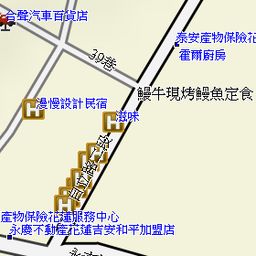 合聲汽車百貨店
39巷
泰安產物保險花
霍爾廚房
鰻牛現烤鰻魚定食
漫慢設計民宿
滋味
產物保險花蓮服務中心
永慶不動產花蓮吉安和平加盟店